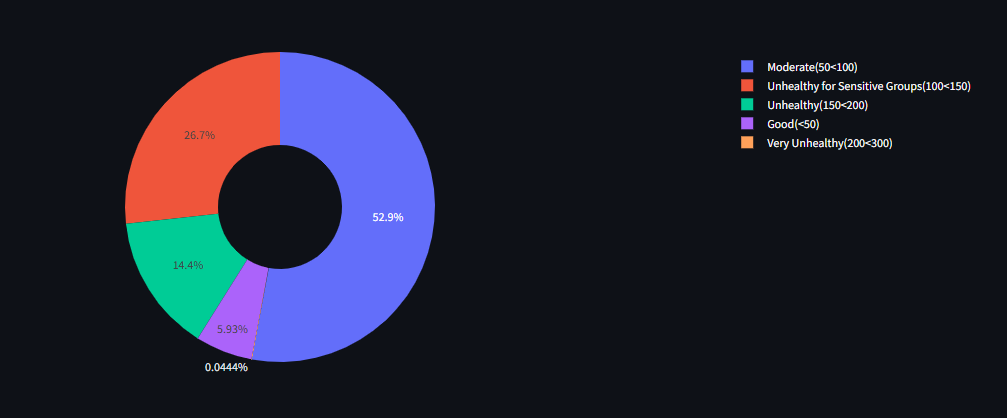 Moderate(50<100)
Unhealthy for Sensitive Groups(100<150)
Unhealthy(150<200)
Good(<50)
Very Unhealthy(200<300)
26.7%
52.9%
14.4%
5.93%
0.0444%